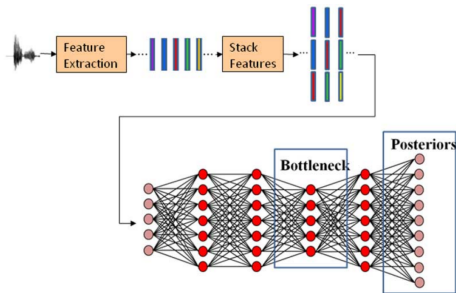 Feature
Extraction
Stack
Features
Bottleneck
Posteriors